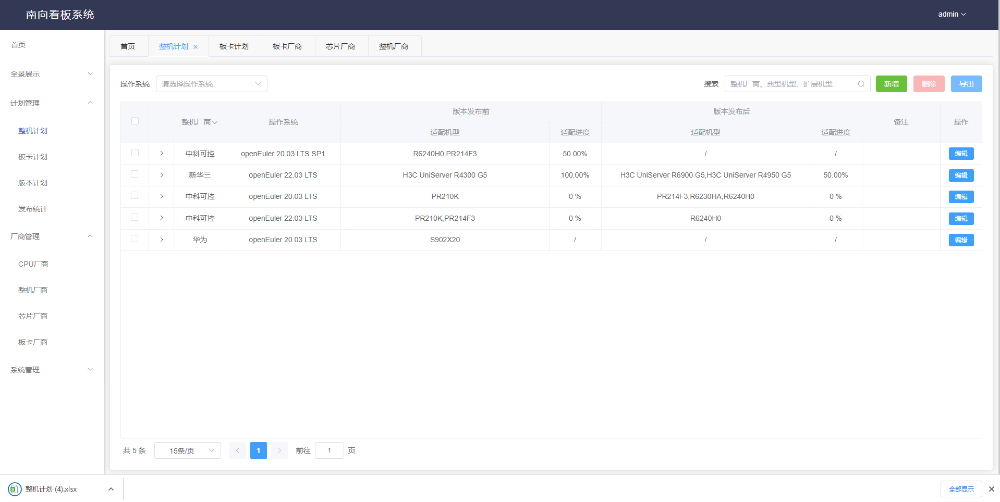 南向看板系统
admin
首页
全景展示
计划管理
整机计划
板卡计划
版本计划
发布统计
厂商管理
CPU厂商
整机厂商
芯片厂商
板卡厂商
系统管理
首页 整机计划 板卡计划 板卡厂商 芯片厂商 整机厂商
操作系统 请选择操作系统 搜索 整机厂商、典型机型、扩展机型 新增 删除 导出
整机厂商 操作系统 版本发布前 版本发布后 备注 操作
适配机型 适配进度 适配机型 适配进度
中科可控 openEuler 20.03 LTS SP1 R6240H0,PR214F3 50.00% / / 编辑
新华三 openEuler 22.03 LTS H3C UniServer R4300 G5 100.00% H3C UniServer R6900 G5,H3C UniServer R4950 G5 50.00% 编辑
中科可控 openEuler 20.03 LTS PR210K 0 % PR214F3,R6230HA,R6240H0 0 % 编辑
中科可控 openEuler 22.03 LTS PR210K,PR214F3 0 % R6240H0 0 % 编辑
华为 openEuler 20.03 LTS S902X20 / / / 编辑
共 5 条 15条/页 1 前往 1 页
整机计划 (4).xlsx 全部显示